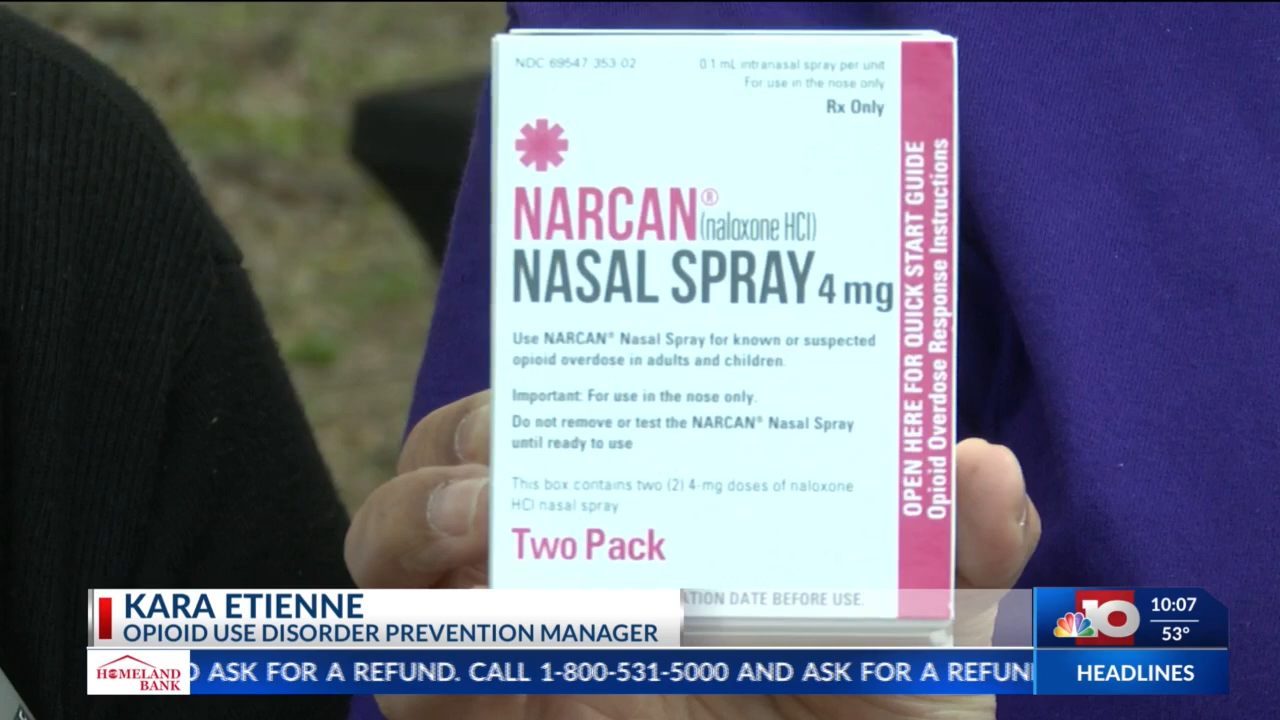 NDC 69547 353 02
0.1 mL intranasal spray per unit
For use in the nose only
Rx Only
NARCAN® (naloxone HCl)
NASAL SPRAY 4 mg
Use NARCAN® Nasal Spray for known or suspected
opioid overdose in adults and children.
Important: For use in the nose only.
Do not remove or test the NARCAN® Nasal Spray
until ready to use
This box contains two (2) 4-mg doses of naloxone
HCl nasal spray
Two Pack
DATE BEFORE USE.
OPEN HERE FOR QUICK START GUIDE
Opioid Overdose Response Instructions
KARA ETIENNE
OPIOID USE DISORDER PREVENTION MANAGER
10
10:07
53°
HOMELAND
BANK
ASK FOR A REFUND. CALL 1-800-531-5000 AND ASK FOR A REFUN
HEADLINES